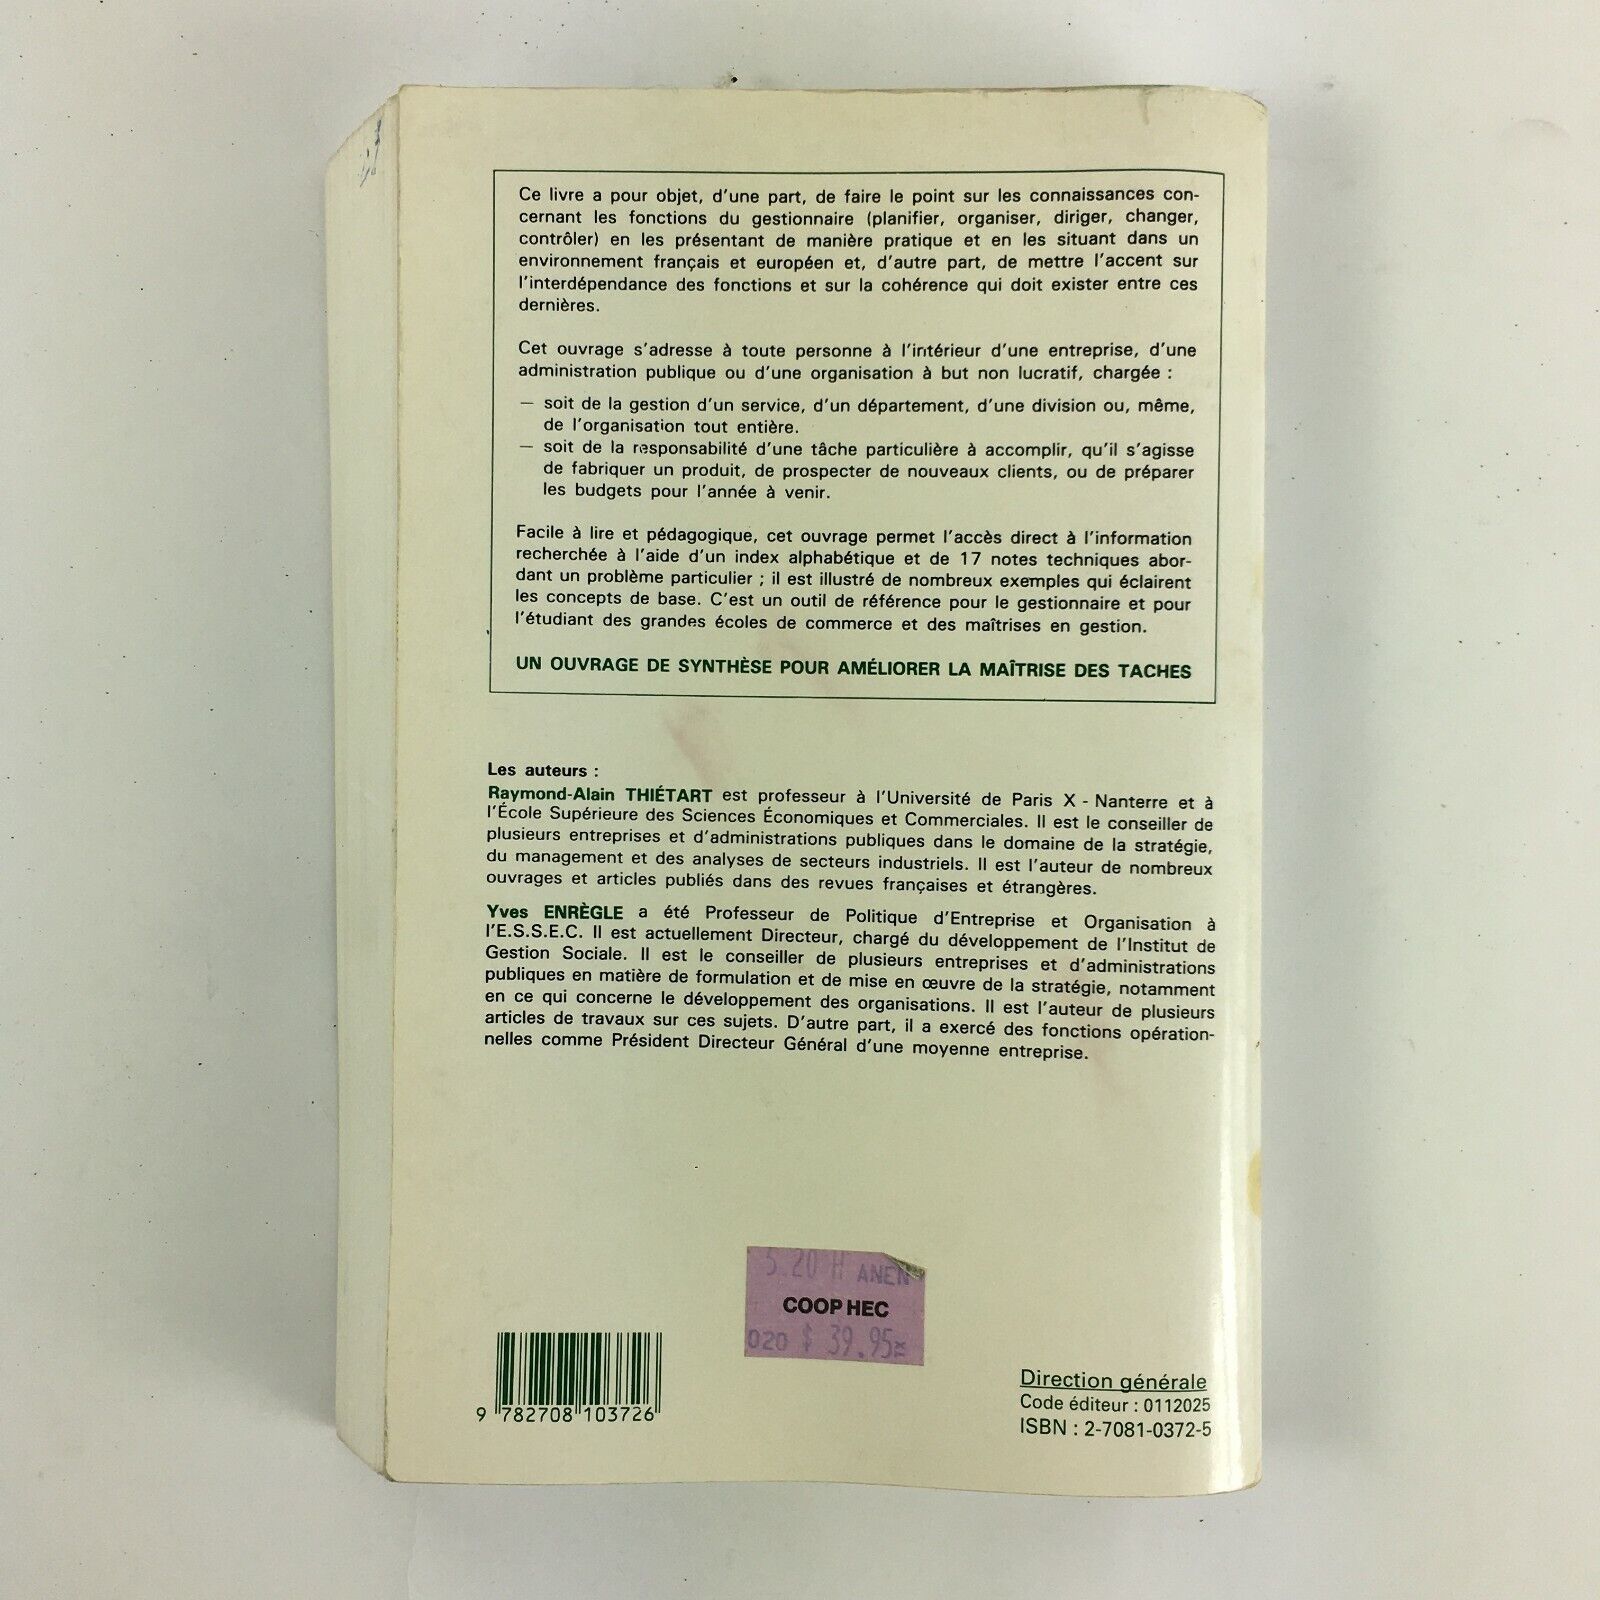 Ce livre a pour objet, d'une part, de faire le point sur les connaissances con-
cernant les fonctions du gestionnaire (planifier, organiser, diriger, changer,
contrôler) en les présentant de manière pratique et en les situant dans un
environnement français et européen et, d'autre part, de mettre l'accent sur
l'interdépendance des fonctions et sur la cohérence qui doit exister entre ces
dernières.
Cet ouvrage s'adresse à toute personne à l'intérieur d'une entreprise, d'une
administration publique ou d'une organisation à but non lucratif, chargée :
— soit de la gestion d'un service, d'un département, d'une division ou, même,
de l'organisation tout entière.
— soit de la responsabilité d'une tâche particulière à accomplir, qu'il s'agisse
de fabriquer un produit, de prospecter de nouveaux clients, ou de préparer
les budgets pour l'année à venir.
Facile à lire et pédagogique, cet ouvrage permet l'accès direct à l'information
recherchée à l'aide d'un index alphabétique et de 17 notes techniques abor-
dant un problème particulier ; il est illustré de nombreux exemples qui éclairent
les concepts de base. C'est un outil de référence pour le gestionnaire et pour
l'étudiant des grandes écoles de commerce et des maîtrises en gestion.
UN OUVRAGE DE SYNTHÈSE POUR AMÉLIORER LA MAÎTRISE DES TACHES
Les auteurs :
Raymond-Alain THIÉTART est professeur à l'Université de Paris X - Nanterre et à
l'École Supérieure des Sciences Économiques et Commerciales. Il est le conseiller de
plusieurs entreprises et d'administrations publiques dans le domaine de la stratégie,
du management et des analyses de secteurs industriels. Il est l'auteur de nombreux
ouvrages et articles publiés dans des revues françaises et étrangères.
Yves ENRÈGLE a été Professeur de Politique d'Entreprise et Organisation à
l'E.S.S.E.C. Il est actuellement Directeur, chargé du développement de l'Institut de
Gestion Sociale. Il est le conseiller de plusieurs entreprises et d'administrations
publiques en matière de formulation et de mise en œuvre de la stratégie, notamment
en ce qui concerne le développement des organisations. Il est l'auteur de plusieurs
articles de travaux sur ces sujets. D'autre part, il a exercé des fonctions opération-
nelles comme Président Directeur Général d'une moyenne entreprise.
5.20 H ANEN
COOP HEC
020 $ 39.95
9 782708 103726
Direction générale
Code éditeur : 0112025
ISBN : 2-7081-0372-5